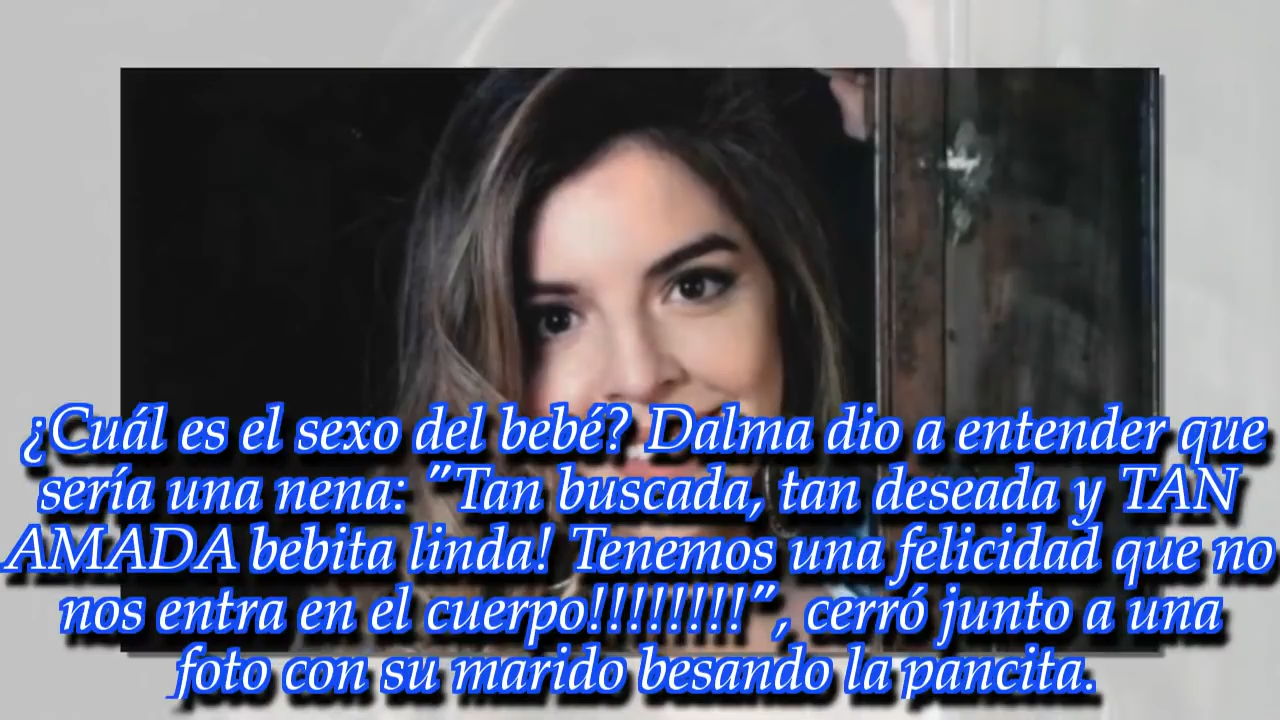 ¿Cuál es el sexo del bebé? Dalma dio a entender que
sería una nena: "Tan buscada, tan deseada y TAN
AMADA bebita linda! Tenemos una felicidad que no
nos entra en el cuerpo!!!!!!!!", cerró junto a una
foto con su marido besando la pancita.